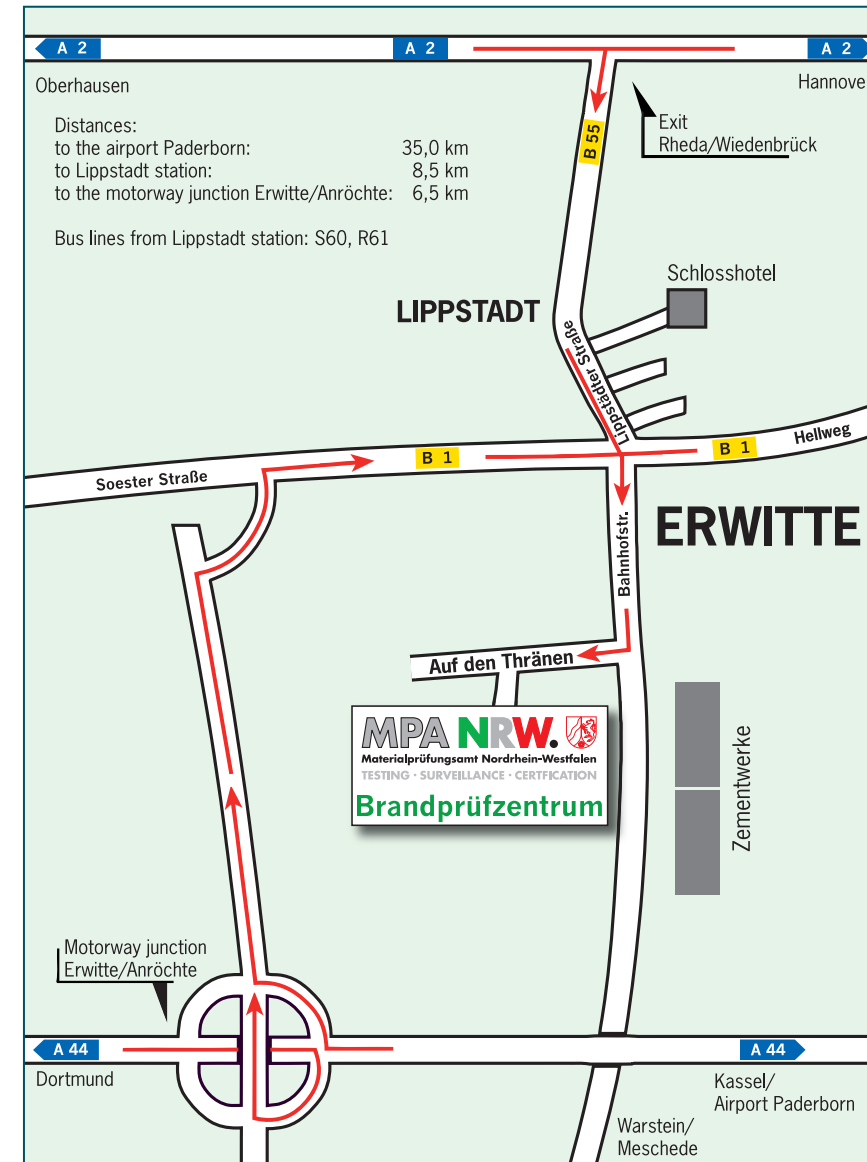 A 2
A 2
A 2
Oberhausen
Hannove
Distances:
to the airport Paderborn: 35,0 km
to Lippstadt station: 8,5 km
to the motorway junction Erwitte/Anröchte: 6,5 km
Bus lines from Lippstadt station: S60, R61
B 55
Exit
Rheda/Wiedenbrück
Schlosshotel
LIPPSTADT
Lippstädter Straße
Soester Straße
B 1
B 1
Hellweg
ERWITTE
Bahnhofstr.
Auf den Thränen
MPA NRW.
Materialprüfungsamt Nordrhein-Westfalen
TESTING · SURVEILLANCE · CERTFICATION
Brandprüfzentrum
Zementwerke
Motorway junction
Erwitte/Anröchte
A 44
A 44
Dortmund
Kassel/
Airport Paderborn
Warstein/
Meschede